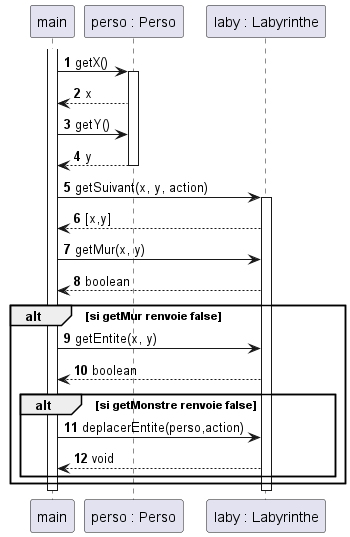 main perso : Perso laby : Labyrinthe
1 getX()
2 x
3 getY()
4 y
5 getSuivant(x, y, action)
6 [x,y]
7 getMur(x, y)
8 boolean
alt [si getMur renvoie false]
9 getEntite(x, y)
10 boolean
alt [si getMonstre renvoie false]
11 deplacerEntite(perso,action)
12 void
main perso : Perso laby : Labyrinthe